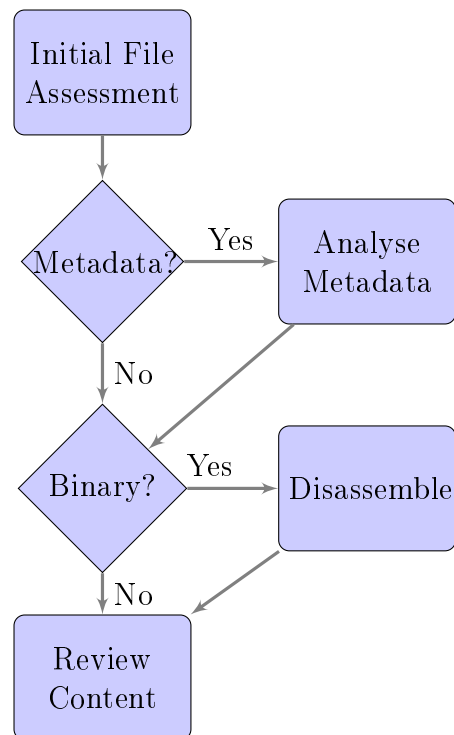 Initial File
Assessment
Metadata?
Yes
Analyse
Metadata
No
Binary?
Yes
Disassemble
No
Review
Content